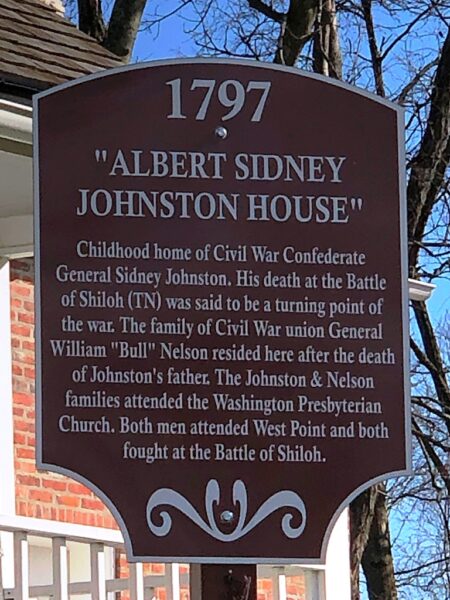 1797
"ALBERT SIDNEY
JOHNSTON HOUSE"
Childhood home of Civil War Confederate
General Sidney Johnston. His death at the Battle
of Shiloh (TN) was said to be a turning point of
the war. The family of Civil War union General
William "Bull" Nelson resided here after the death
of Johnston's father. The Johnston & Nelson
families attended the Washington Presbyterian
Church. Both men attended West Point and both
fought at the Battle of Shiloh.